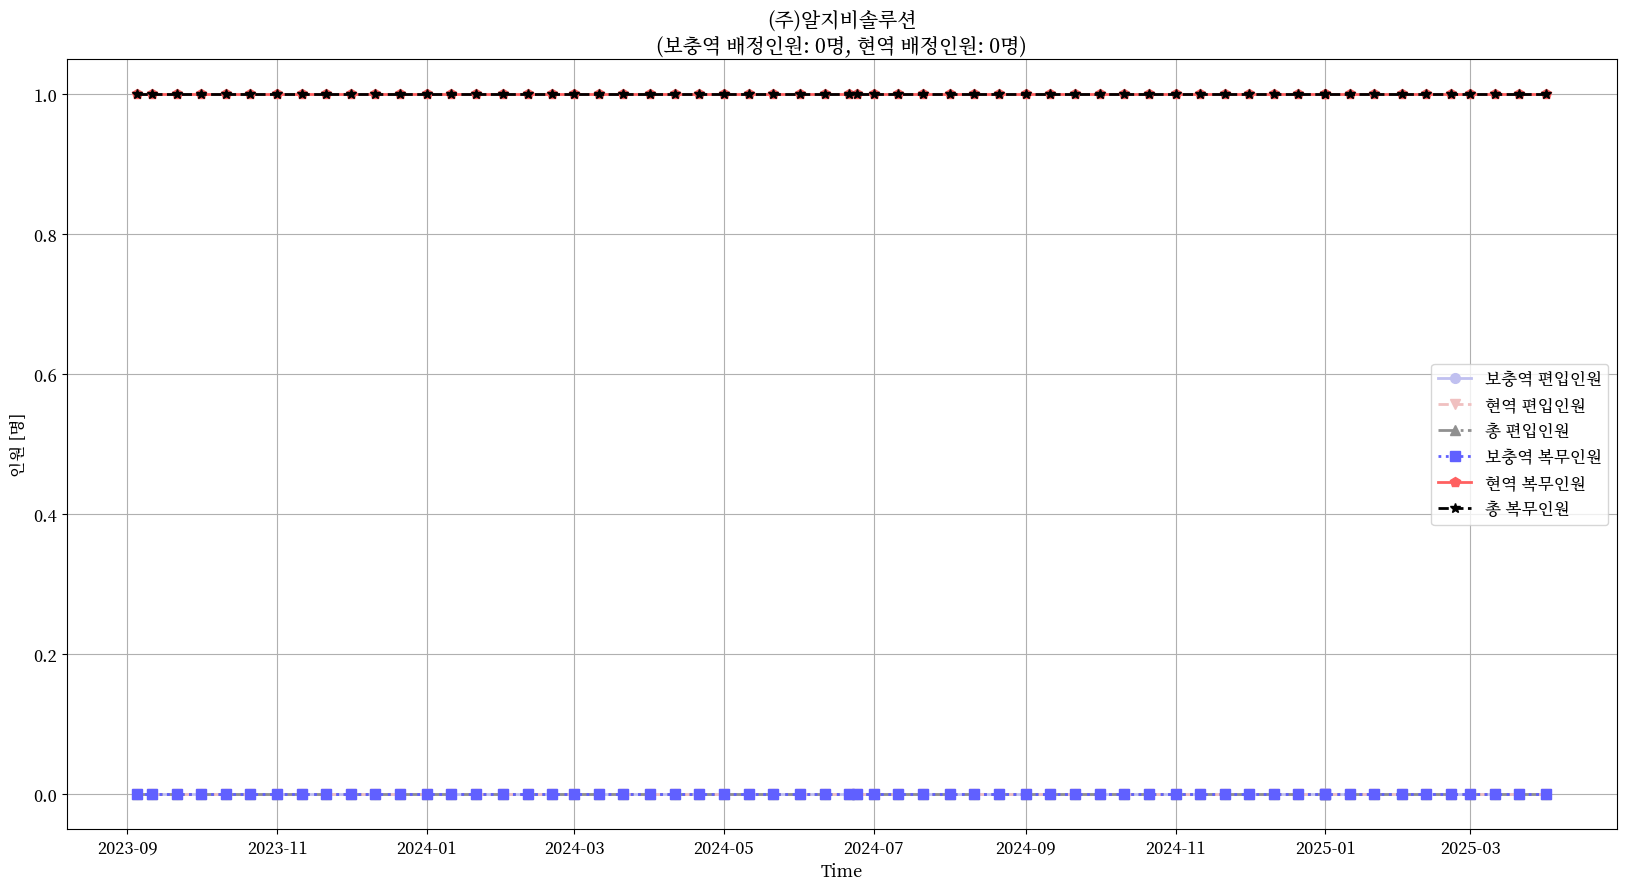 (주)알지비솔루션
(보충역 배정인원: 0명, 현역 배정인원: 0명)
1.0
0.8
0.6
0.4
0.2
0.0
인원 [명]
보충역 편입인원
현역 편입인원
총 편입인원
보충역 복무인원
현역 복무인원
총 복무인원
2023-09 2023-11 2024-01 2024-03 2024-05 2024-07 2024-09 2024-11 2025-01 2025-03
Time